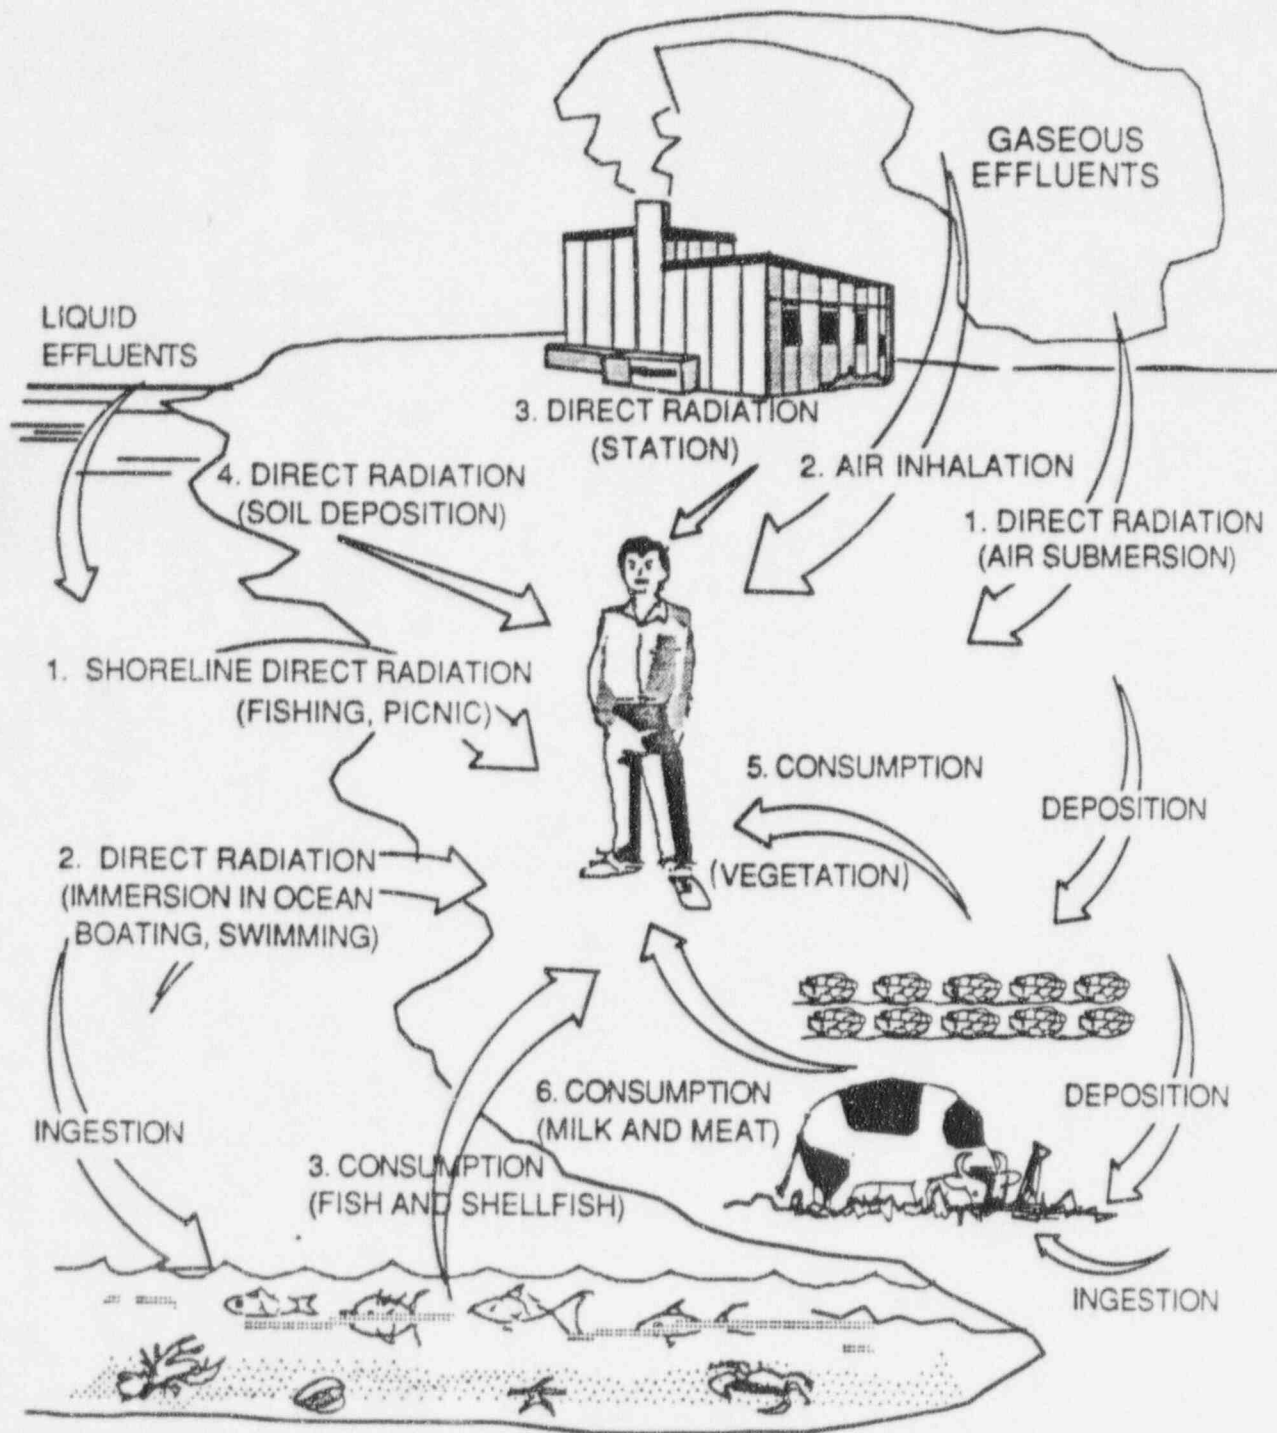 GASEOUS
EFFLUENTS
LIQUID
EFFLUENTS
3. DIRECT RADIATION
(STATION)
2. AIR INHALATION
4. DIRECT RADIATION
(SOIL DEPOSITION)
1. DIRECT RADIATION
(AIR SUBMERSION)
1. SHORELINE DIRECT RADIATION
(FISHING, PICNIC)
5. CONSUMPTION
(VEGETATION)
DEPOSITION
2. DIRECT RADIATION
(IMMERSION IN OCEAN
BOATING, SWIMMING)
6. CONSUMPTION
(MILK AND MEAT)
DEPOSITION
INGESTION
3. CONSUMPTION
(FISH AND SHELLFISH)
INGESTION